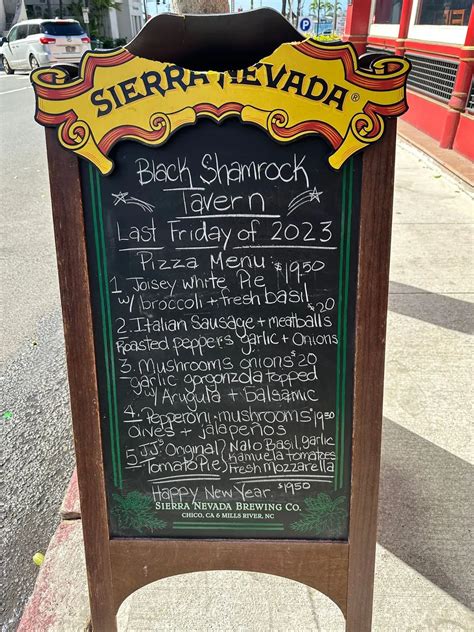 SIERRA NEVADA®
Black Shamrock
Tavern
Last Friday of 2023
Pizza Menu:
1. Joisey white Pie $19.50
w/ broccoli + fresh basil
2. Italian Sausage + meatballs $20
Roasted peppers garlic + Onions
3. Mushrooms onions $20
garlic gorgonzola topped
w/ Arugula + balsamic
4. Pepperoni · mushrooms $19.50
olives + jalapeños
5. JJ's Original Nalo Basil, garlic
Tomato Pie) Kamuela tomatoes
Fresh Mozzarella
Happy New Year $19.50
SIERRA NEVADA BREWING CO.
CHICO, CA & MILLS RIVER, NC